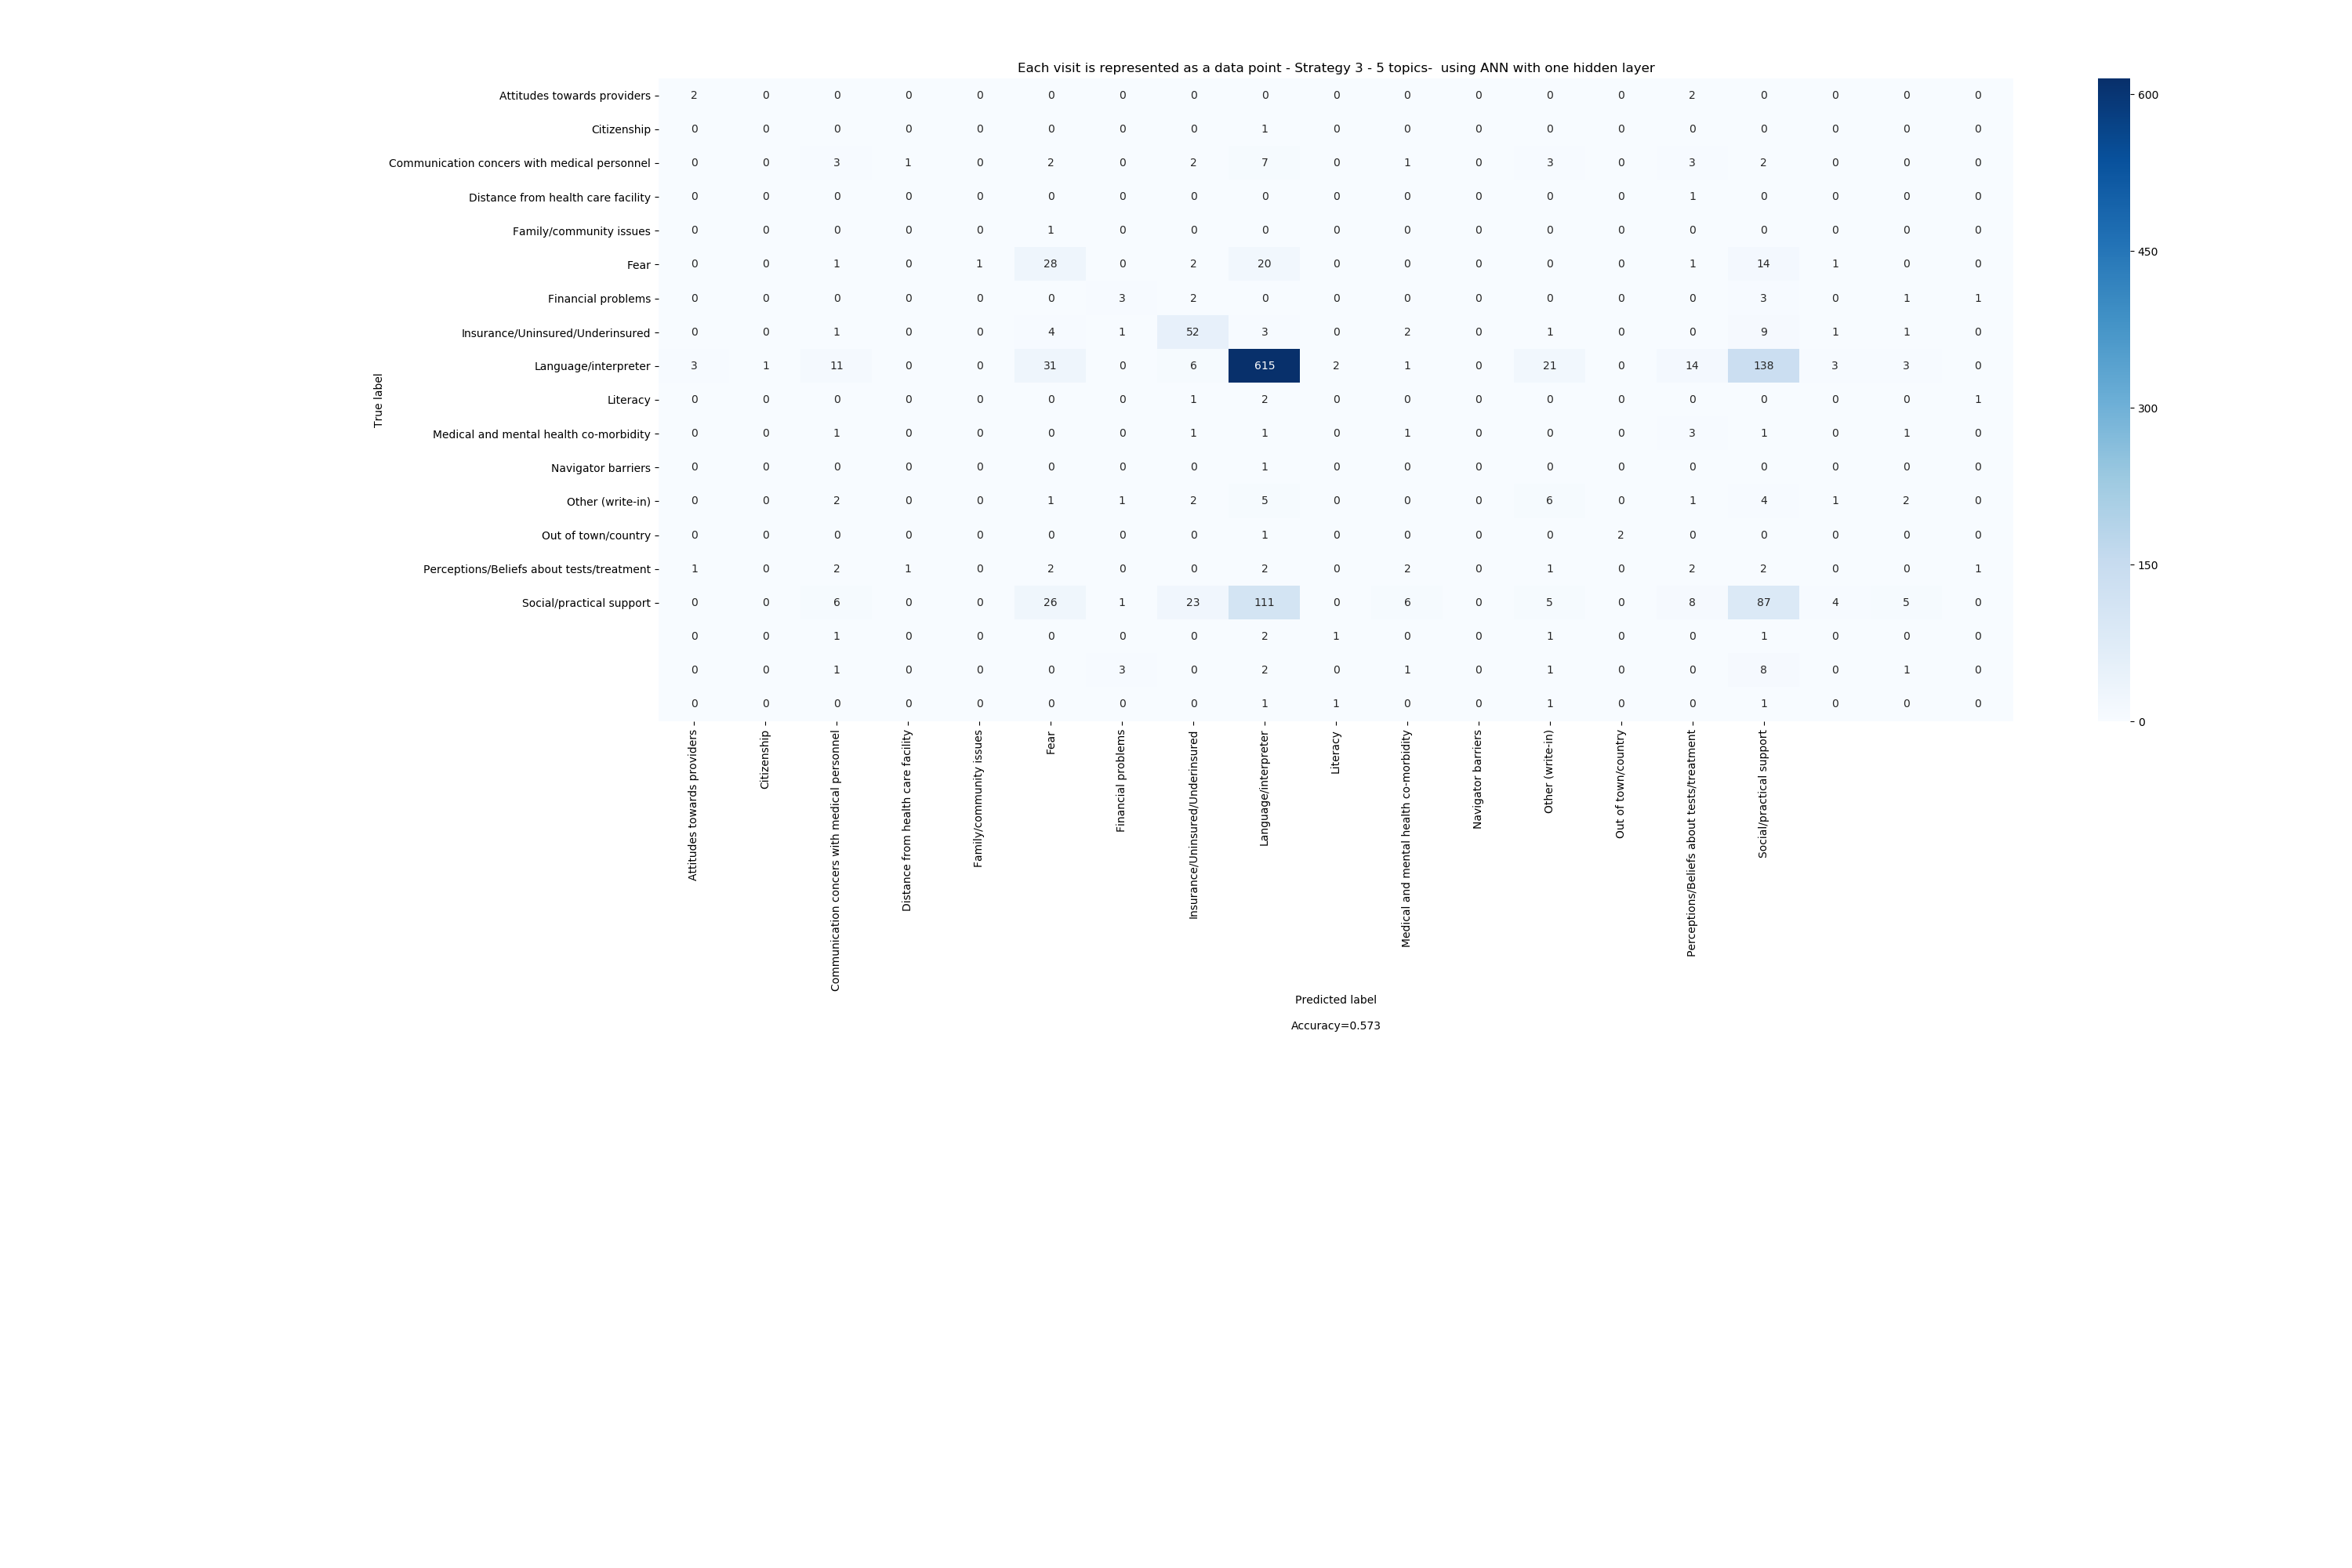 Each visit is represented as a data point - Strategy 3 - 5 topics-  using ANN with one hidden layer
Attitudes towards providers 2 0 0 0 0 0 0 0 0 0 0 0 0 0 2 0 0 0 0
Citizenship 0 0 0 0 0 0 0 0 1 0 0 0 0 0 0 0 0 0 0
Communication concers with medical personnel 0 0 3 1 0 2 0 2 7 0 1 0 3 0 3 2 0 0 0
Distance from health care facility 0 0 0 0 0 0 0 0 0 0 0 0 0 0 1 0 0 0 0
Family/community issues 0 0 0 0 0 1 0 0 0 0 0 0 0 0 0 0 0 0 0
Fear 0 0 1 0 1 28 0 2 20 0 0 0 0 0 1 14 1 0 0
Financial problems 0 0 0 0 0 0 3 2 0 0 0 0 0 0 0 3 0 1 1
Insurance/Uninsured/Underinsured 0 0 1 0 0 4 1 52 3 0 2 0 1 0 0 9 1 1 0
Language/interpreter 3 1 11 0 0 31 0 6 615 2 1 0 21 0 14 138 3 3 0
Literacy 0 0 0 0 0 0 0 1 2 0 0 0 0 0 0 0 0 0 1
Medical and mental health co-morbidity 0 0 1 0 0 0 0 1 1 0 1 0 0 0 3 1 0 1 0
Navigator barriers 0 0 0 0 0 0 0 0 1 0 0 0 0 0 0 0 0 0 0
Other (write-in) 0 0 2 0 0 1 1 2 5 0 0 0 6 0 1 4 1 2 0
Out of town/country 0 0 0 0 0 0 0 0 1 0 0 0 0 2 0 0 0 0 0
Perceptions/Beliefs about tests/treatment 1 0 2 1 0 2 0 0 2 0 2 0 1 0 2 2 0 0 1
Social/practical support 0 0 6 0 0 26 1 23 111 0 6 0 5 0 8 87 4 5 0
0 0 1 0 0 0 0 0 2 1 0 0 1 0 0 1 0 0 0
0 0 1 0 0 0 3 0 2 0 1 0 1 0 0 8 0 1 0
0 0 0 0 0 0 0 0 1 1 0 0 1 0 0 1 0 0 0
True label
600
450
300
150
0
Attitudes towards providers
Citizenship
Communication concers with medical personnel
Distance from health care facility
Family/community issues
Fear
Financial problems
Insurance/Uninsured/Underinsured
Language/interpreter
Literacy
Medical and mental health co-morbidity
Navigator barriers
Other (write-in)
Out of town/country
Perceptions/Beliefs about tests/treatment
Social/practical support
Predicted label
Accuracy=0.573